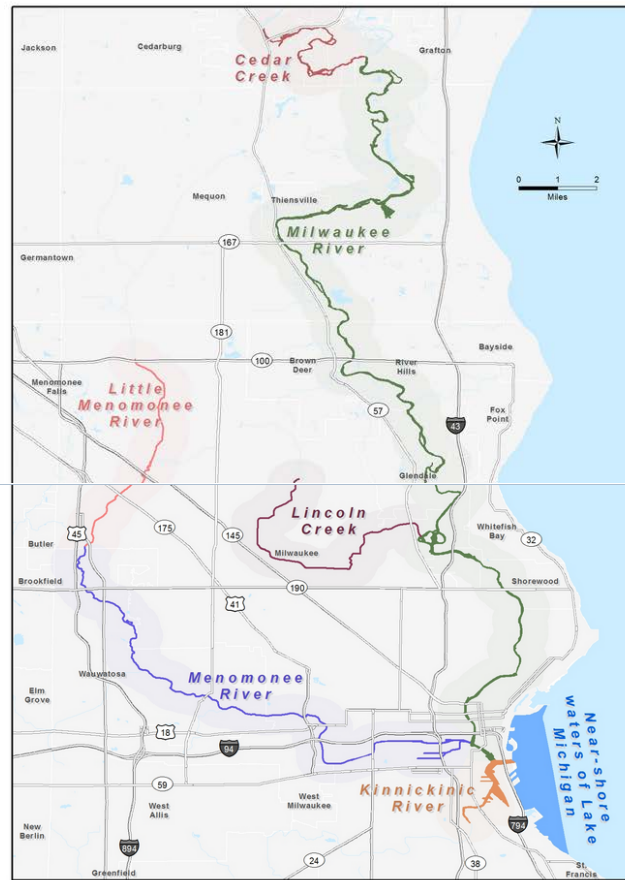 Jackson
Cedarburg
Cedar
Creek
Grafton
N
0 1 2
Miles
Mequon
Thiensville
Milwaukee
River
167
Germantown
181
Bayside
100
Brown
Deer
River
Hills
Menomonee
Falls
Little
Menomonee
River
57
Fox
Point
43
Glendale
Lincoln
Creek
45
175
145
Whitefish
Bay
32
Butler
Milwaukee
Brookfield
190
Shorewood
41
Wauwatosa
Menomonee
River
Elm
Grove
18
94
Near-shore
waters of Lake
Michigan
59
Kinnickinic
River
West
Allis
West
Milwaukee
New
Berlin
794
894
24
38
St.
Francis
Greenfield